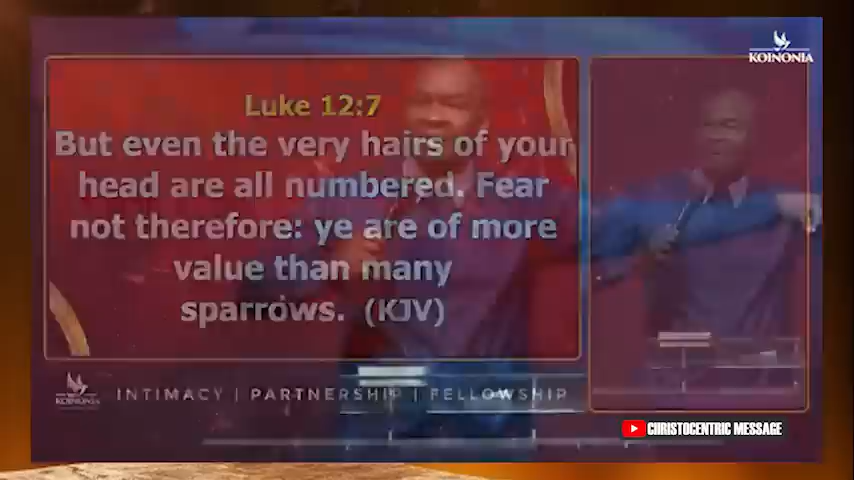 KOINONIA
Luke 12:7
But even the very hairs of your
head are all numbered. Fear
not therefore: ye are of more
value than many
sparrows. (KJV)
KOINONIA
INTIMACY | PARTNERSHIP | FELLOWSHIP
CHRISTOCENTRIC MESSAGE